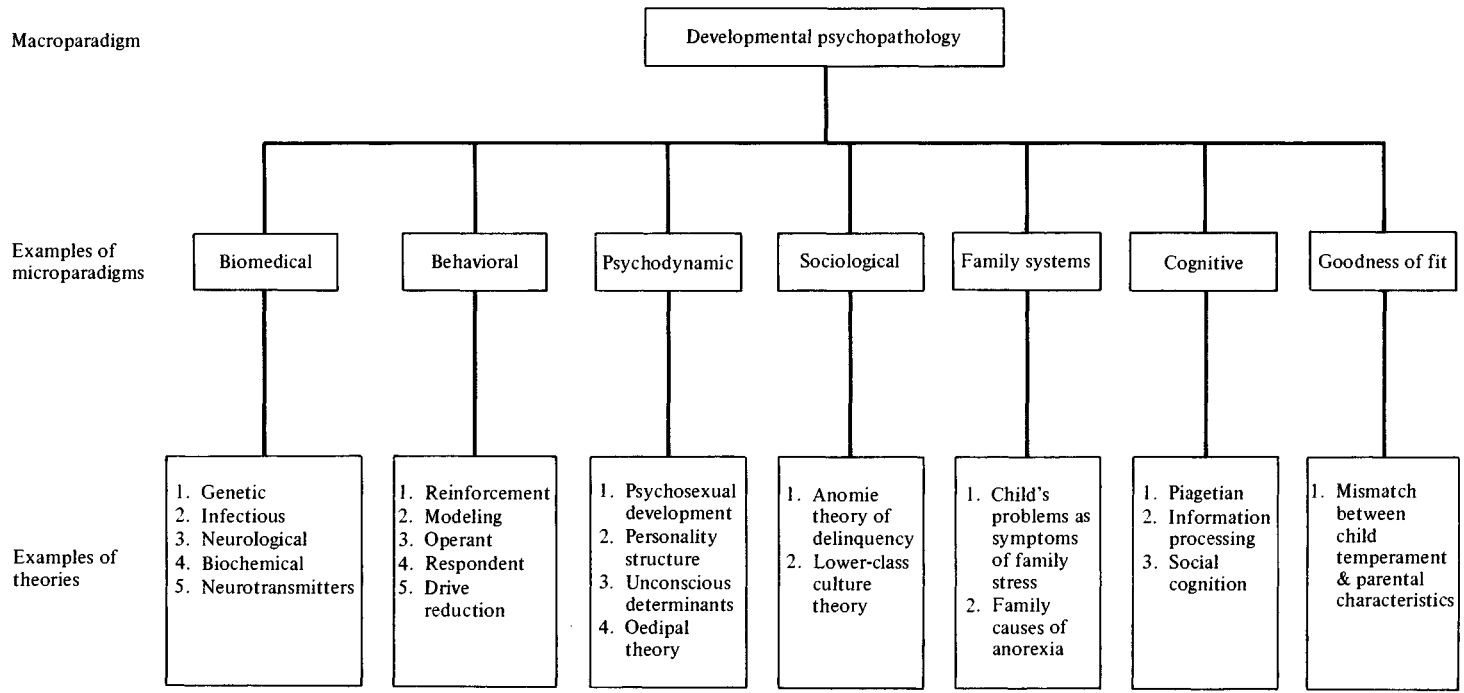 Macroparadigm
Developmental psychopathology
Examples of
microparadigms
Biomedical
Behavioral
Psychodynamic
Sociological
Family systems
Cognitive
Goodness of fit
Examples of
theories
1. Genetic
2. Infectious
3. Neurological
4. Biochemical
5. Neurotransmitters
1. Reinforcement
2. Modeling
3. Operant
4. Respondent
5. Drive
reduction
1. Psychosexual
development
2. Personality
structure
3. Unconscious
determinants
4. Oedipal
theory
1. Anomie
theory of
delinquency
2. Lower-class
culture
theory
1. Child's
problems as
symptoms
of family
stress
2. Family
causes of
anorexia
1. Piagetian
2. Information
processing
3. Social
cognition
1. Mismatch
between
child
temperament
& parental
characteristics